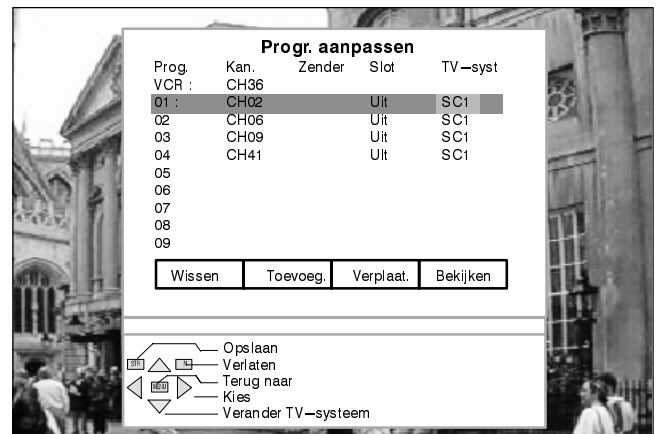 Progr. aanpassen
Prog. Kan. Zender Slot TV-syst
VCR : CH36
01 : CH02 Uit SC1
02 CH06 Uit SC1
03 CH09 Uit SC1
04 CH41 UIt SC1
05
06
07
08
09
Wissen Toevoeg. Verplaat. Bekijken
Opslaan
STR N Verlaten
Terug naar
MENU Kies
Verander TV-systeem